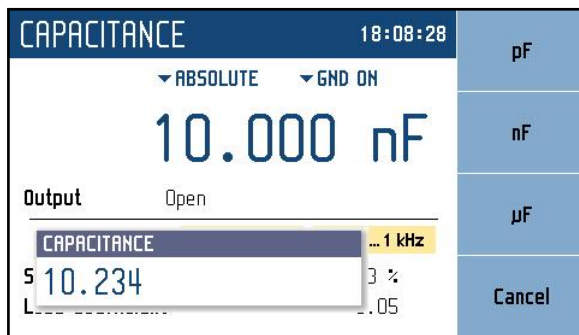 CAPACITANCE 18:08:28
ABSOLUTE GND ON
10.000 nF
Output Open
... 1 kHz
CAPACITANCE
10.234
3 %
.05
pF
nF
µF
Cancel